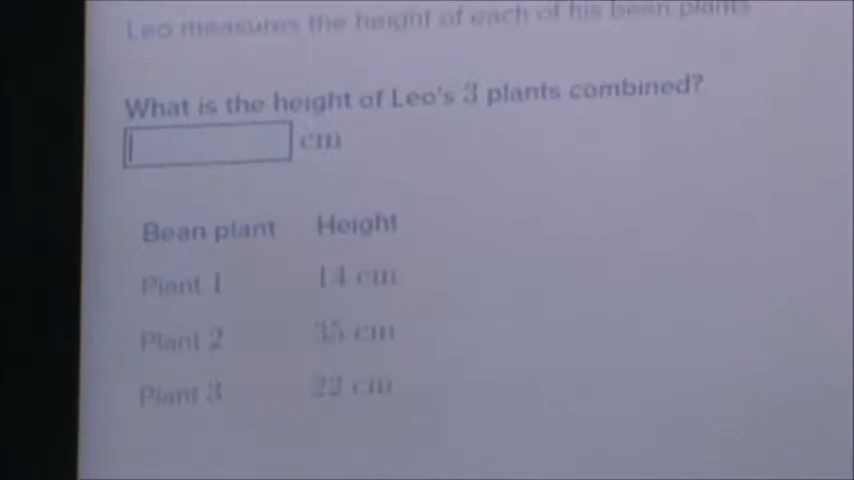 Leo measures the height of each of his bean plants
What is the height of Leo's 3 plants combined?
cm
Bean plant Height
Plant 1 14 cm
Plant 2 35 cm
Plant 3 22 cm